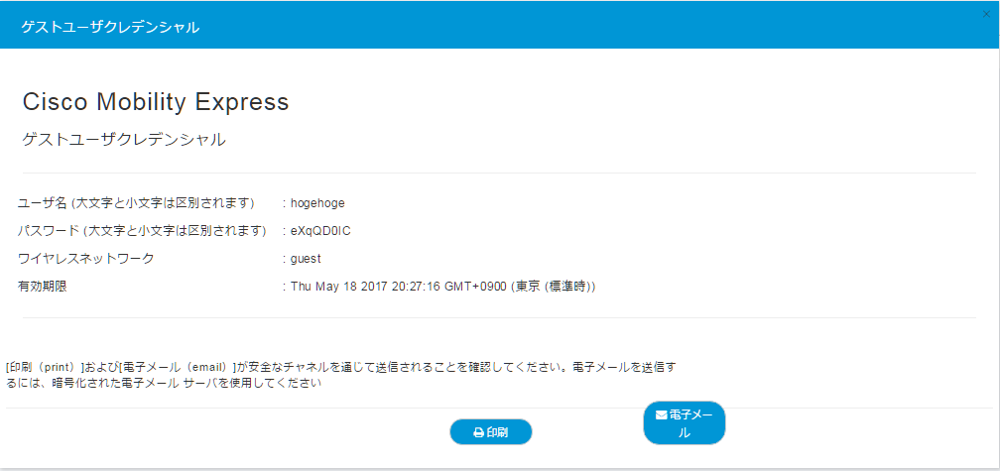 ゲストユーザクレデンシャル
×
Cisco Mobility Express
ゲストユーザクレデンシャル
ユーザ名 (大文字と小文字は区別されます) : hogehoge
パスワード (大文字と小文字は区別されます) : eXqQD0IC
ワイヤレスネットワーク : guest
有効期限 : Thu May 18 2017 20:27:16 GMT+0900 (東京 (標準時))
[印刷（print）]および[電子メール（email）]が安全なチャネルを通じて送信されることを確認してください。電子メールを送信す
るには、暗号化された電子メール サーバを使用してください
印刷
電子メー
ル